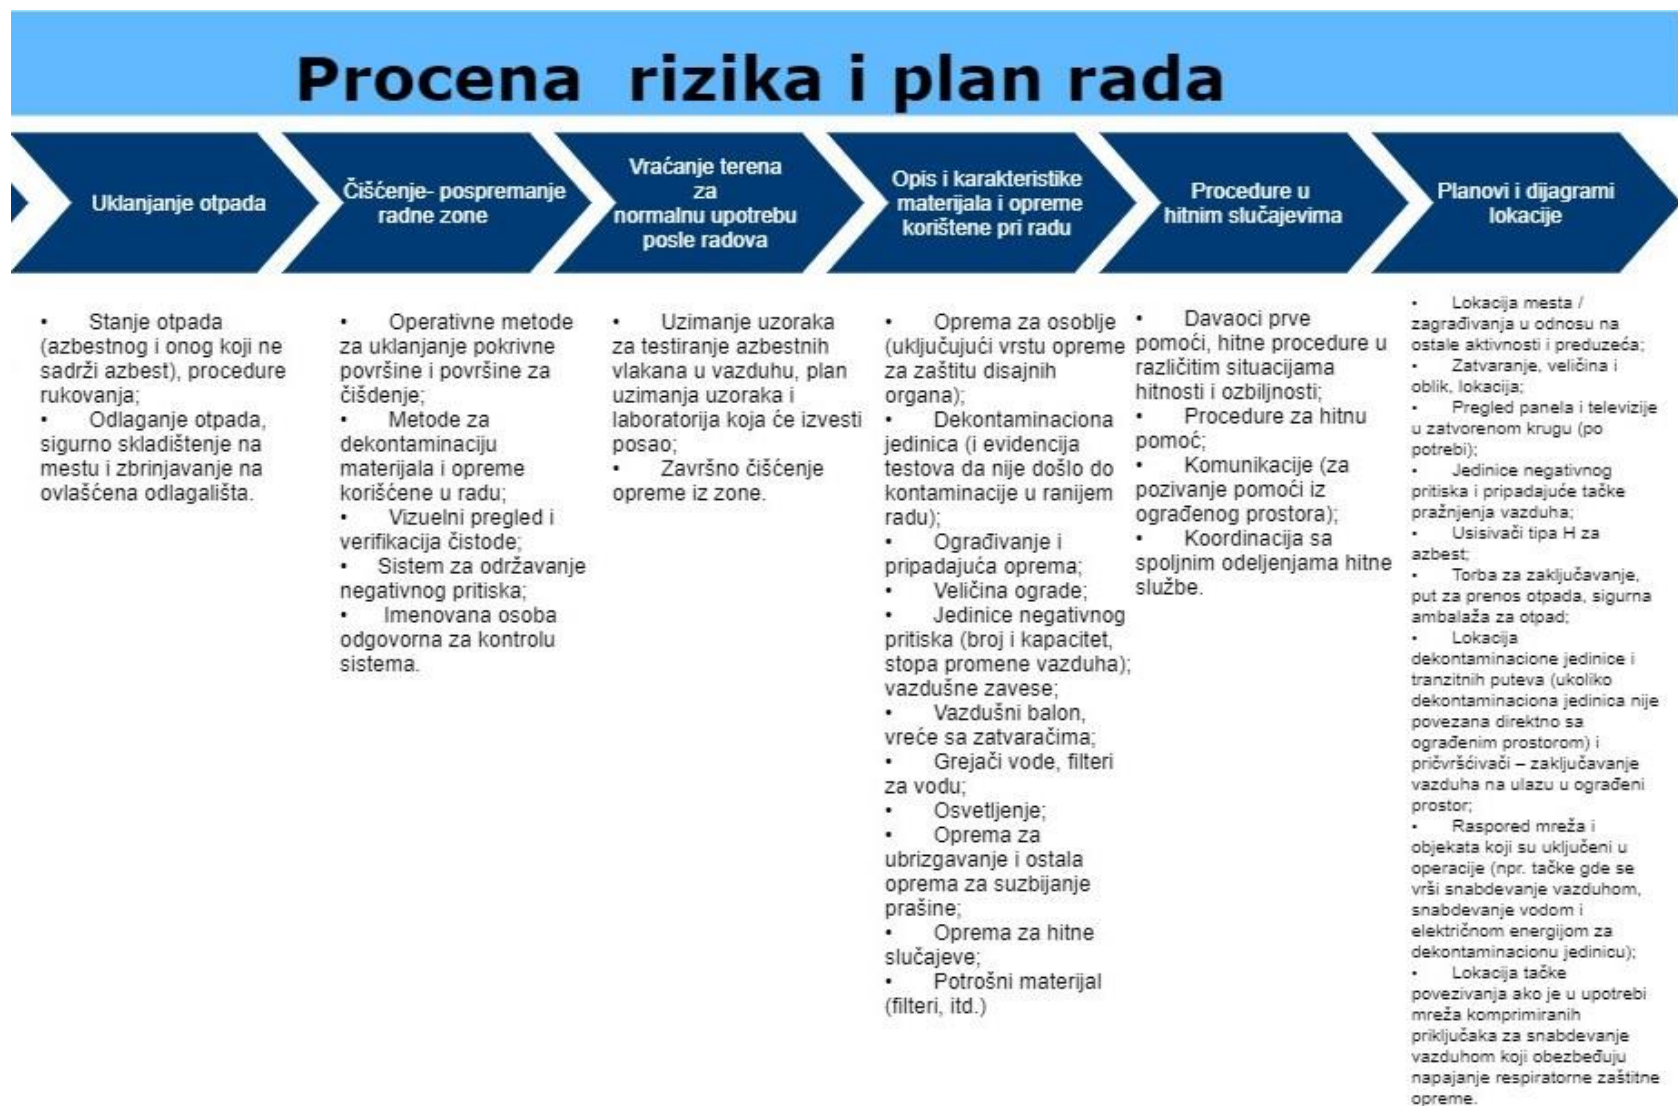 Procena rizika i plan rada
Uklanjanje otpada
Čišćenje- pospremanje
radne zone
Vraćanje terena
za
normalnu upotrebu
posle radova
Opis i karakteristike
materijala i opreme
korištene pri radu
Procedure u
hitnim slučajevima
Planovi i dijagrami
lokacije
• Stanje otpada
(azbestnog i onog koji ne
sadrži azbest), procedure
rukovanja;
• Odlaganje otpada,
sigurno skladištenje na
mestu i zbrinjavanje na
ovlašćena odlagališta.
• Operativne metode
za uklanjanje pokrivne
površine i površine za
čišdenje;
• Metode za
dekontaminaciju
materijala i opreme
korišćene u radu;
• Vizuelni pregled i
verifikacija čistode;
• Sistem za održavanje
negativnog pritiska;
• Imenovana osoba
odgovorna za kontrolu
sistema.
• Uzimanje uzoraka
za testiranje azbestnih
vlakana u vazduhu, plan
uzimanja uzoraka i
laboratorija koja će izvesti
posao;
• Završno čišćenje
opreme iz zone.
• Oprema za osoblje
(uključujući vrstu opreme
za zaštitu disajnih
organa);
• Dekontaminaciona
jedinica (i evidencija
testova da nije došlo do
kontaminacije u ranijem
radu);
• Ograđivanje i
pripadajuća oprema;
• Veličina ograde;
• Jedinice negativnog
pritiska (broj i kapacitet,
stopa promene vazduha);
vazdušne zavese;
• Vazdušni balon,
vreće sa zatvaračima;
• Grejači vode, filteri
za vodu;
• Osvetljenje;
• Oprema za
ubrizgavanje i ostala
oprema za suzbijanje
prašine;
• Oprema za hitne
slučajeve;
• Potrošni materijal
(filteri, itd.)
• Davaoci prve
pomoći, hitne procedure u
različitim situacijama
hitnosti i ozbiljnosti;
• Procedure za hitnu
pomoć;
• Komunikacije (za
pozivanje pomoći iz
ograđenog prostora);
• Koordinacija sa
spoljnim odeljenjama hitne
službe.
• Lokacija mesta /
zagrađivanja u odnosu na
ostale aktivnosti i preduzeća;
• Zatvaranje, veličina i
oblik, lokacija;
• Pregled panela i televizije
u zatvorenom krugu (po
potrebi);
• Jedinice negativnog
pritiska i pripadajuće tačke
pražnjenja vazduha;
• Usisivači tipa H za
azbest;
• Torba za zaključavanje,
put za prenos otpada, sigurna
ambalaža za otpad;
• Lokacija
dekontaminacione jedinice i
tranzitnih puteva (ukoliko
dekontaminaciona jedinica nije
povezana direktno sa
ograđenim prostorom) i
pričvršćivači – zaključavanje
vazduha na ulazu u ograđeni
prostor;
• Raspored mreža i
objekata koji su uključeni u
operacije (npr. tačke gde se
vrši snabdevanje vazduhom,
snabdevanje vodom i
električnom energijom za
dekontaminacionu jedinicu);
• Lokacija tačke
povezivanja ako je u upotrebi
mreža komprimiranih
priključaka za snabdevanje
vazduhom koji obezbeđuju
napajanje respiratorne zaštitne
opreme.